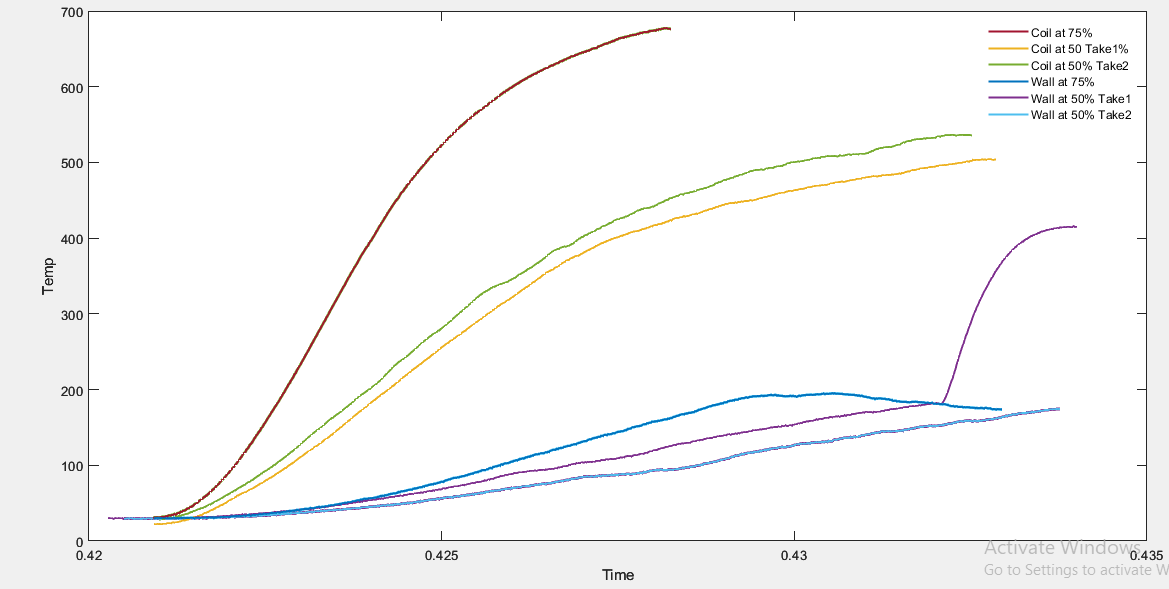 700
600
500
400
300
200
100
0
Temp
Coil at 75%
Coil at 50 Take1%
Coil at 50% Take2
Wall at 75%
Wall at 50% Take1
Wall at 50% Take2
0.42
0.425
0.43
0.435
Time
Activate Windows
Go to Settings to activate W